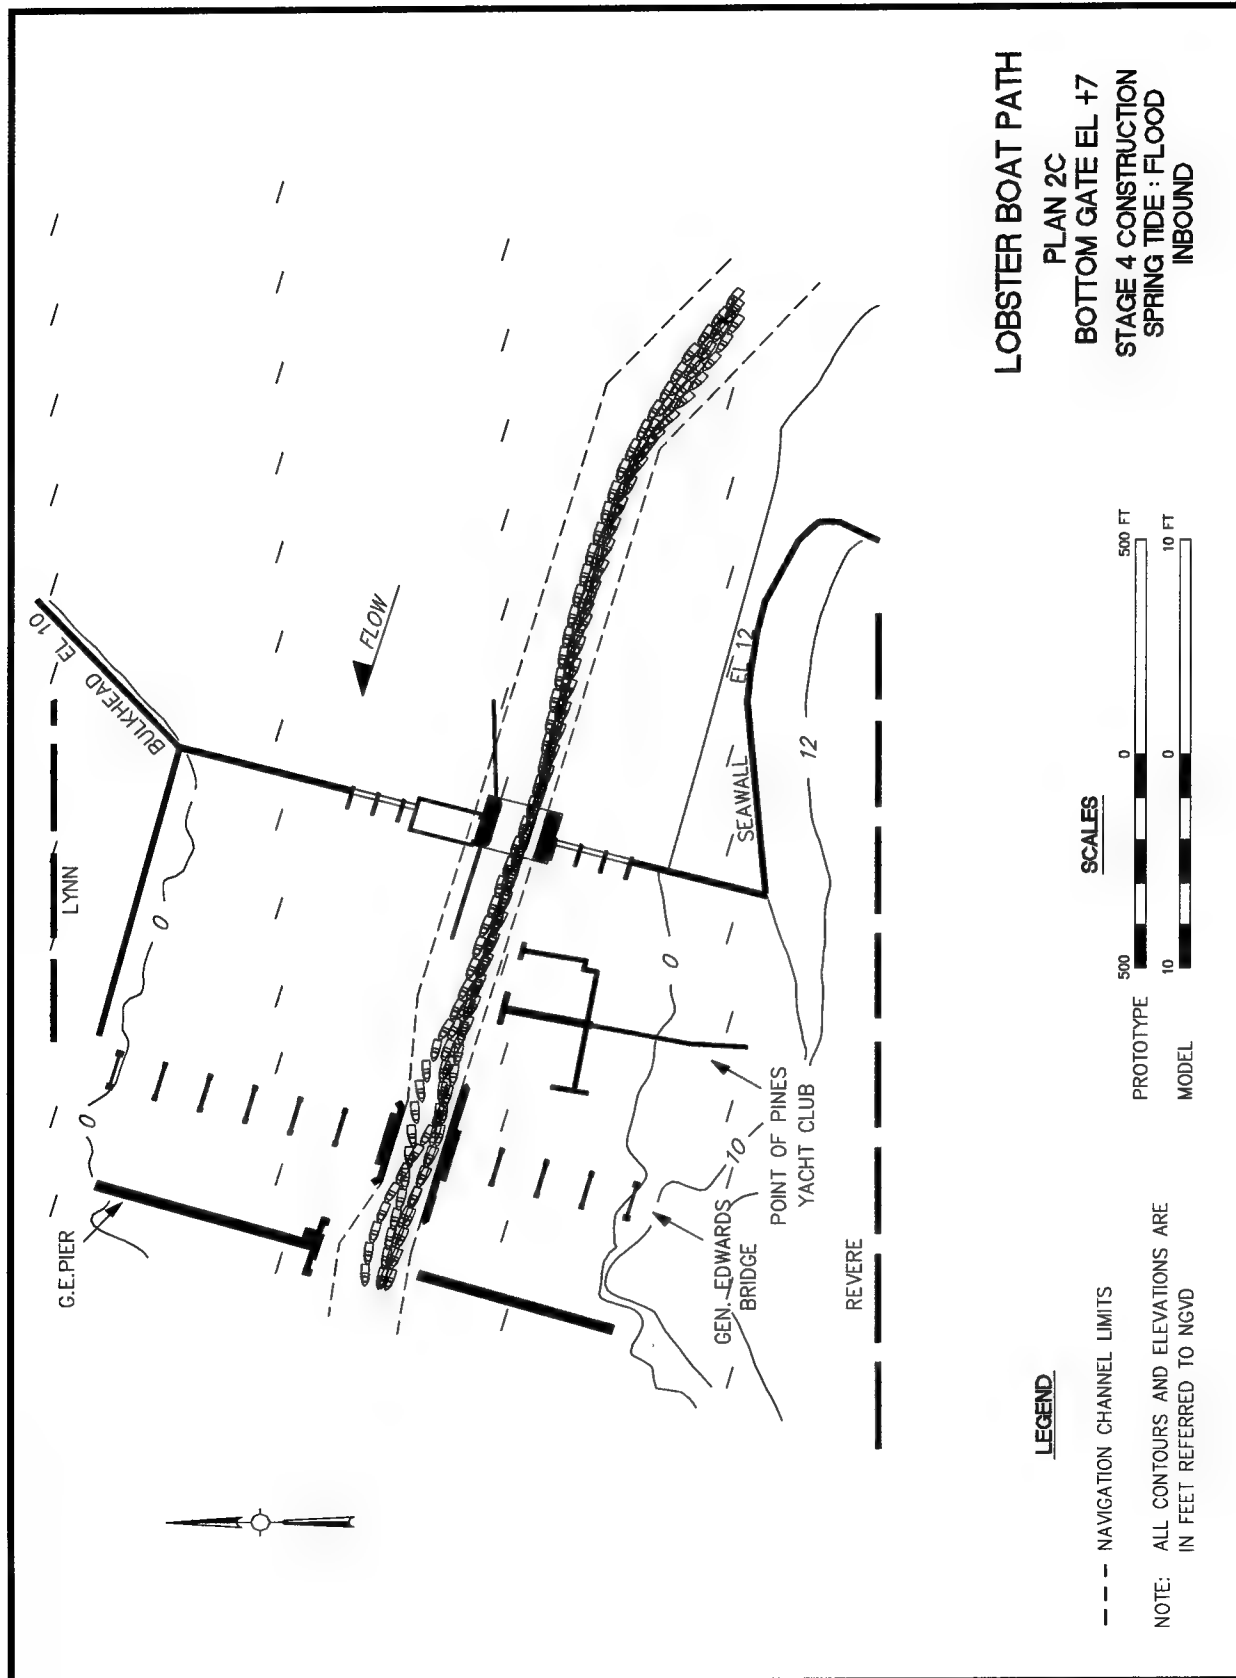 LYNN
BULKHEAD EL 10
FLOW
G.E.PIER
0
0
0
SEAWALL EL 12
12
10
POINT OF PINES
YACHT CLUB
GEN. EDWARDS
BRIDGE
REVERE
LOBSTER BOAT PATH
PLAN 2C
BOTTOM GATE EL +7
STAGE 4 CONSTRUCTION
SPRING TIDE : FLOOD
INBOUND
SCALES
PROTOTYPE 500 0 500 FT
MODEL 10 0 10 FT
LEGEND
--- NAVIGATION CHANNEL LIMITS
NOTE: ALL CONTOURS AND ELEVATIONS ARE
IN FEET REFERRED TO NGVD